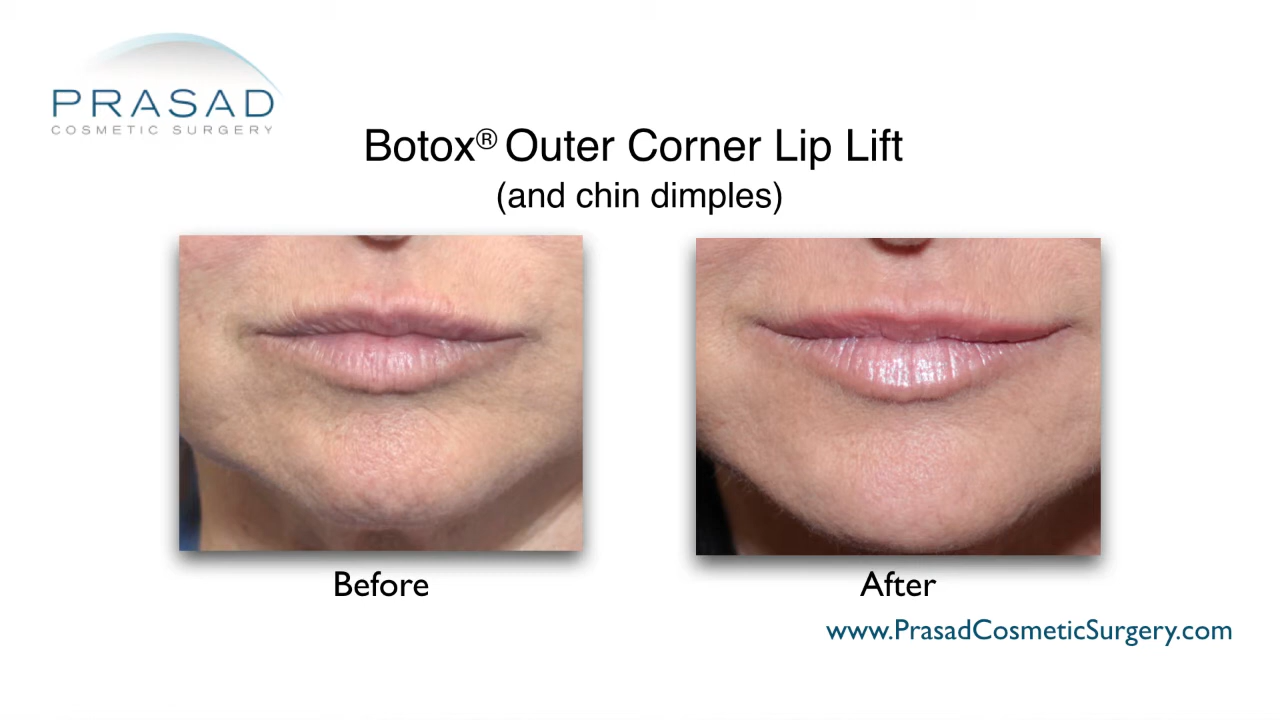 PRASAD
COSMETIC SURGERY
Botox® Outer Corner Lip Lift
(and chin dimples)
Before
After
www.PrasadCosmeticSurgery.com